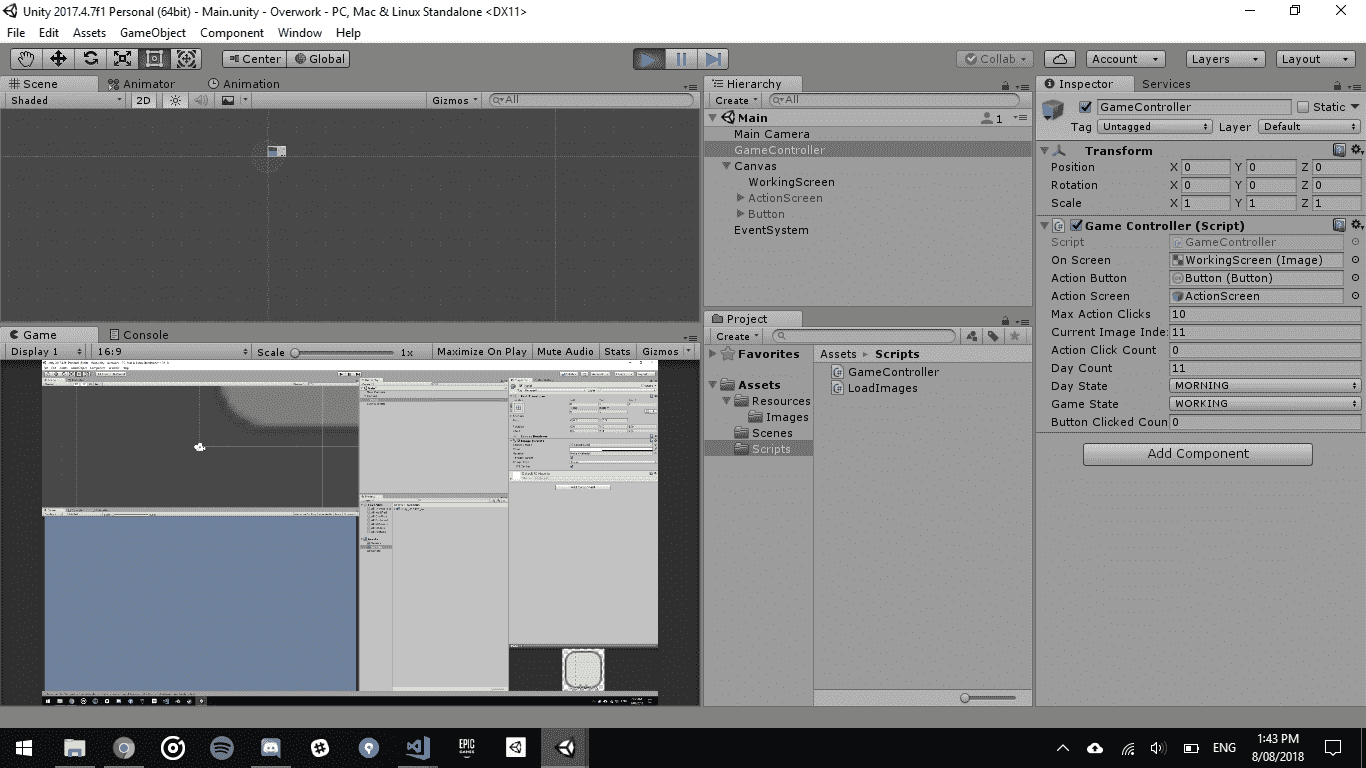 Unity 2017.4.7f1 Personal (64bit) - Main.unity - Overwork - PC, Mac & Linux Standalone <DX11>
File Edit Assets GameObject Component Window Help
Center Global
Collab Account Layers Layout
Scene Animator Animation
Shaded 2D Gizmos All
Game Console
Display 1 16:9 Scale 1x Maximize On Play Mute Audio Stats Gizmos
Hierarchy
Create All
Main 1
Main Camera
GameController
Canvas
WorkingScreen
ActionScreen
Button
EventSystem
Project
Create
Favorites
Assets
Resources
Images
Scenes
Scripts
Assets Scripts
GameController
LoadImages
Inspector Services
GameController Static
Tag Untagged Layer Default
Transform
Position X 0 Y 0 Z 0
Rotation X 0 Y 0 Z 0
Scale X 1 Y 1 Z 1
Game Controller (Script)
Script GameController
On Screen WorkingScreen (Image)
Action Button Button (Button)
Action Screen ActionScreen
Max Action Clicks 10
Current Image Inde: 11
Action Click Count 0
Day Count 11
Day State MORNING
Game State WORKING
Button Clicked Coun 0
Add Component
EPIC GAMES
ENG
1:43 PM
8/08/2018